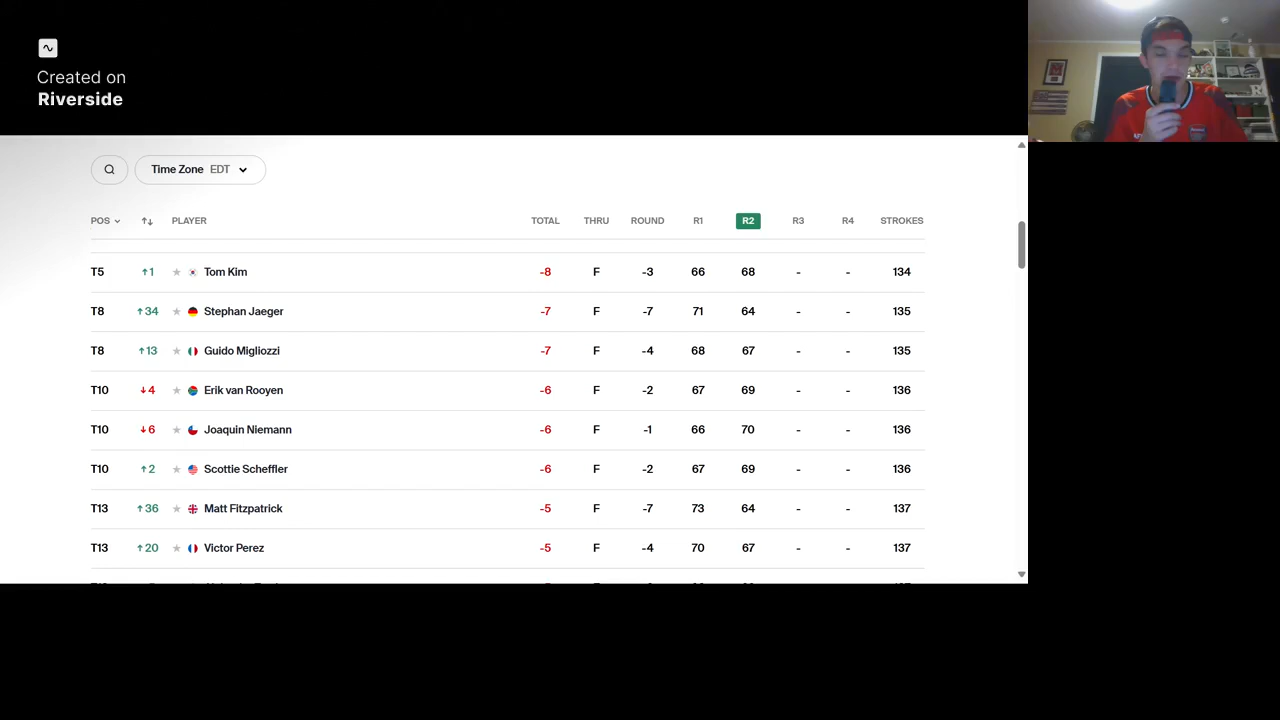 Created on
Riverside
Time Zone EDT
POS PLAYER TOTAL THRU ROUND R1 R2 R3 R4 STROKES
T5 1 Tom Kim -8 F -3 66 68 - - 134
T8 34 Stephan Jaeger -7 F -7 71 64 - - 135
T8 13 Guido Migliozzi -7 F -4 68 67 - - 135
T10 4 Erik van Rooyen -6 F -2 67 69 - - 136
T10 6 Joaquin Niemann -6 F -1 66 70 - - 136
T10 2 Scottie Scheffler -6 F -2 67 69 - - 136
T13 36 Matt Fitzpatrick -5 F -7 73 64 - - 137
T13 20 Victor Perez -5 F -4 70 67 - - 137